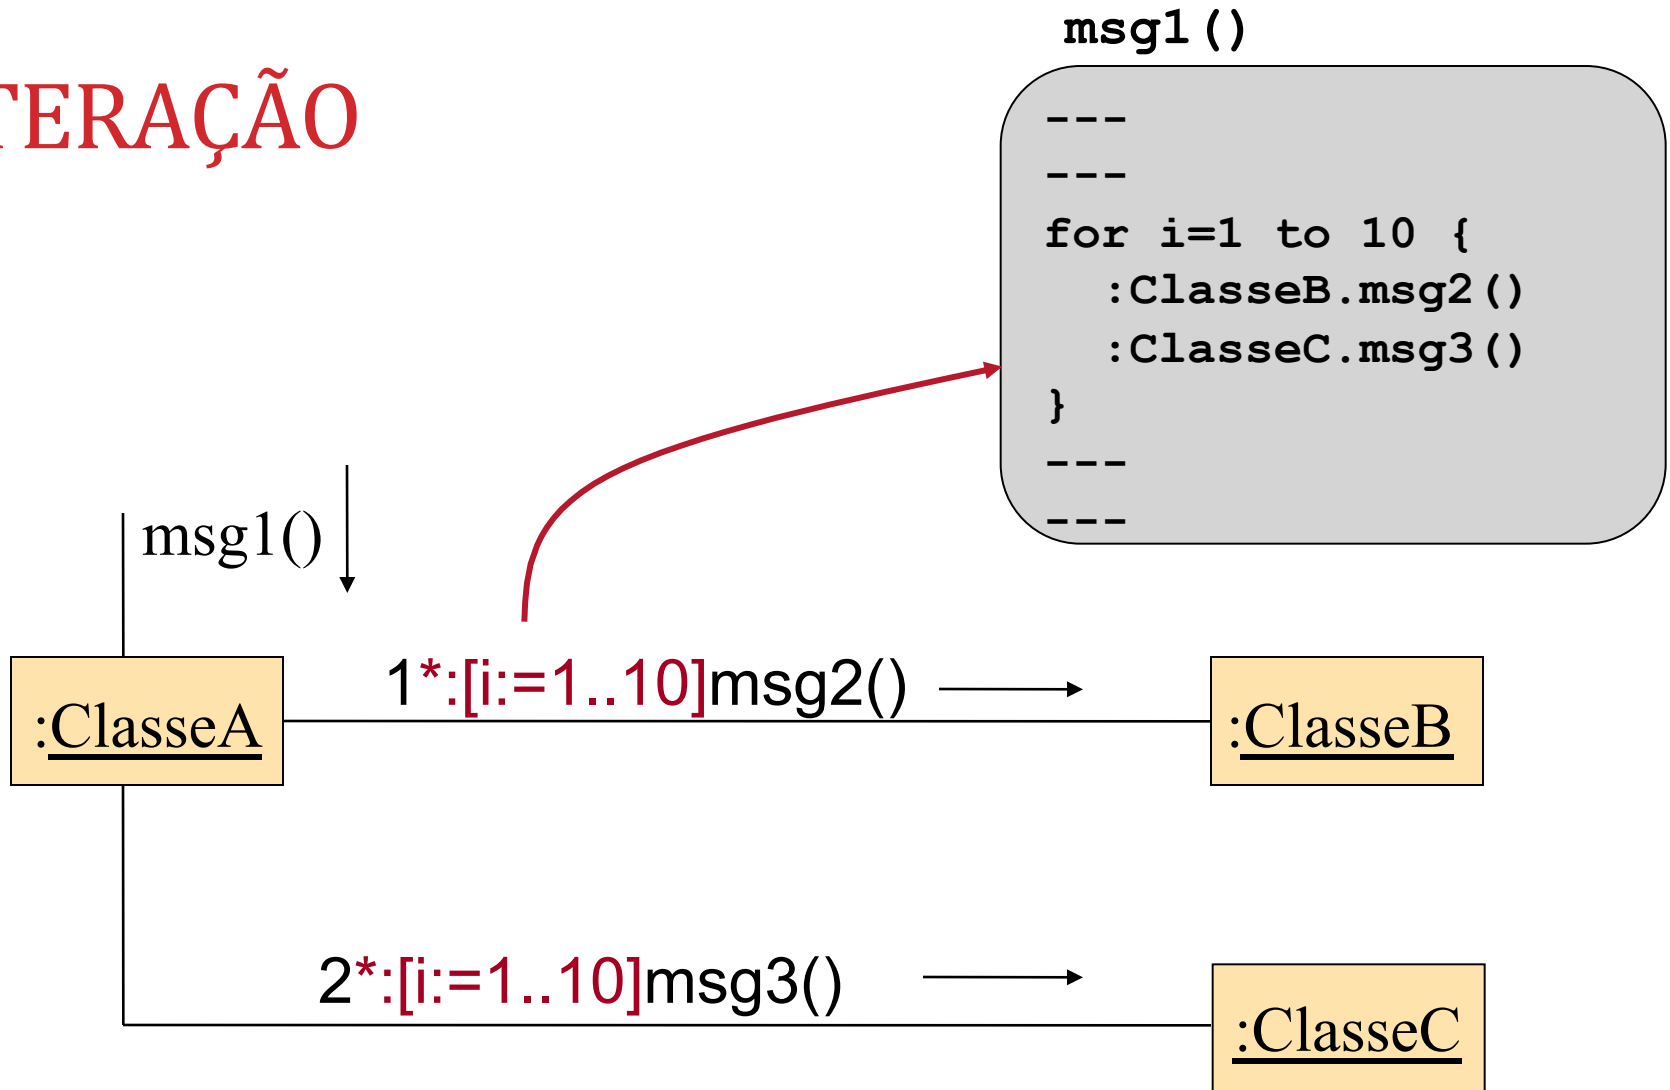 TERAÇÃO
msg1()
---
---
for i=1 to 10 {
:ClasseB.msg2()
:ClasseC.msg3()
}
---
---
msg1()
1*:[i:=1..10]msg2()
:ClasseA
:ClasseB
2*:[i:=1..10]msg3()
:ClasseC